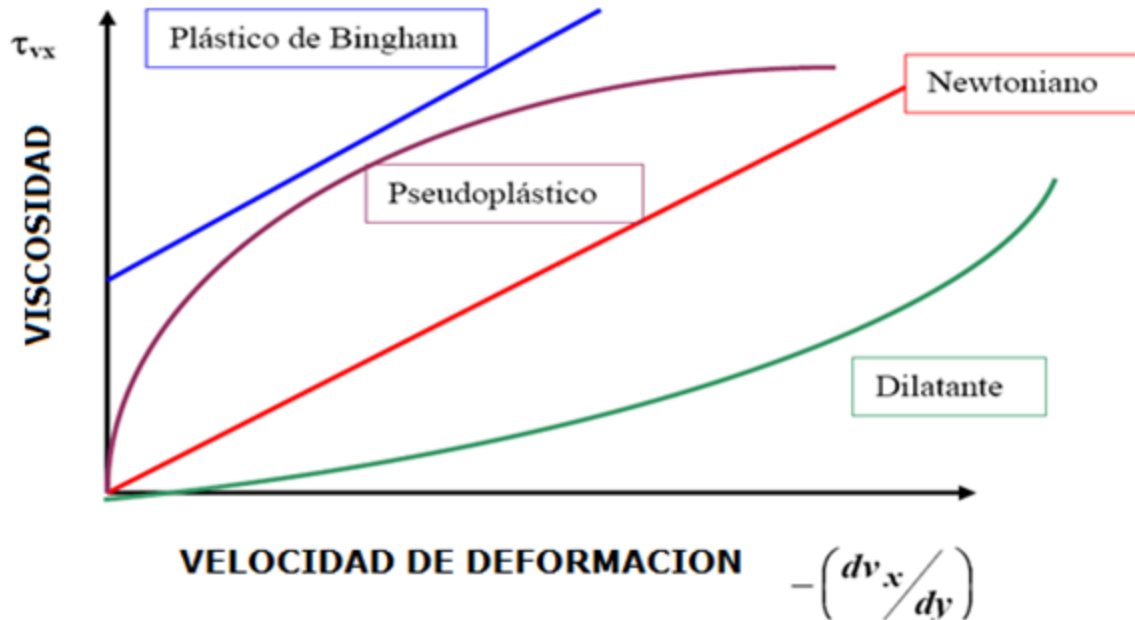 τvx
Plástico de Bingham
Newtoniano
Pseudoplástico
VISCOSIDAD
Dilatante
VELOCIDAD DE DEFORMACION
−(dvx/dy)